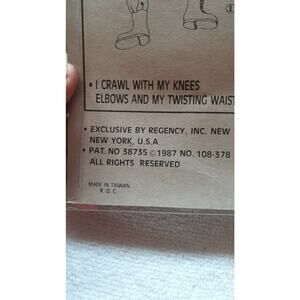 • I CRAWL WITH MY KNEES
ELBOWS AND MY TWISTING WAIST
• EXCLUSIVE BY REGENCY, INC. NEW
NEW YORK, U.S.A
• PAT. NO 38735 © 1987 NO. 108-378
ALL RIGHTS RESERVED
MADE IN TAIWAN
R.O.C